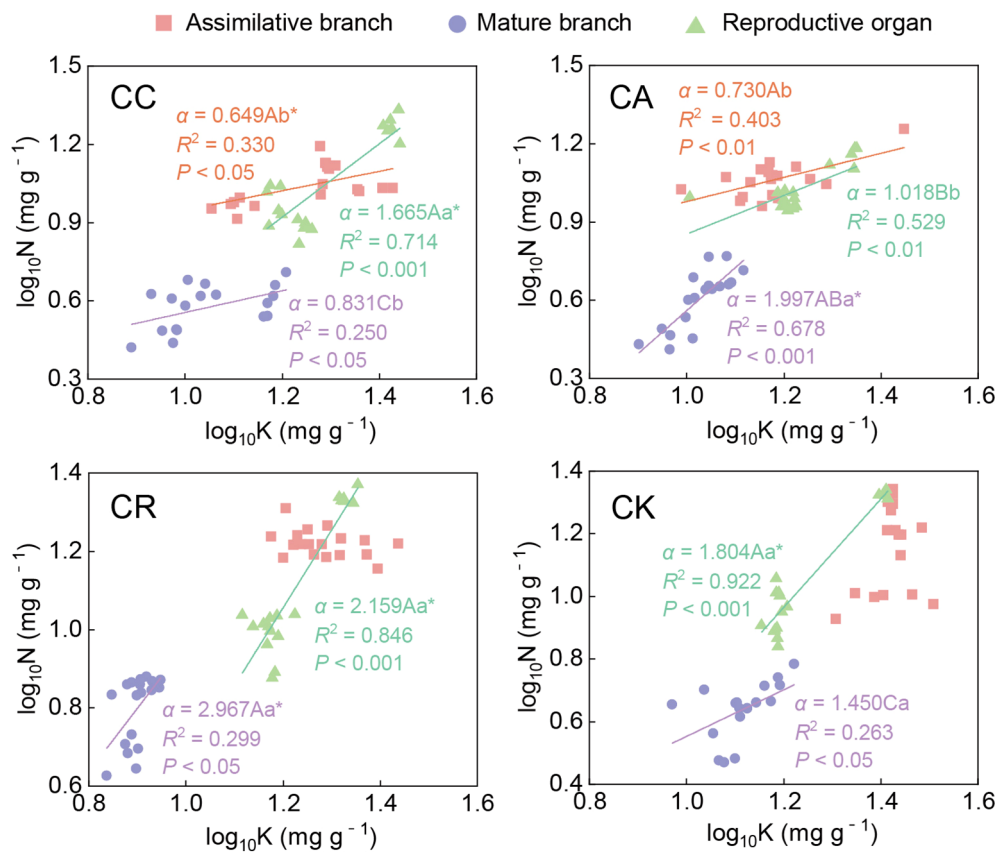 Assimilative branch Mature branch Reproductive organ
CC
α = 0.649Ab*
R² = 0.330
P < 0.05
α = 1.665Aa*
R² = 0.714
P < 0.001
α = 0.831Cb
R² = 0.250
P < 0.05
1.5
1.2
0.9
0.6
0.3
log₁₀N (mg g⁻¹)
0.8 1.0 1.2 1.4 1.6
log₁₀K (mg g⁻¹)
CA
α = 0.730Ab
R² = 0.403
P < 0.01
α = 1.018Bb
R² = 0.529
P < 0.01
α = 1.997ABa*
R² = 0.678
P < 0.001
1.5
1.2
0.9
0.6
0.3
log₁₀N (mg g⁻¹)
0.8 1.0 1.2 1.4 1.6
log₁₀K (mg g⁻¹)
CR
α = 2.159Aa*
R² = 0.846
P < 0.001
α = 2.967Aa*
R² = 0.299
P < 0.05
1.4
1.2
1.0
0.8
0.6
log₁₀N (mg g⁻¹)
0.8 1.0 1.2 1.4 1.6
log₁₀K (mg g⁻¹)
CK
α = 1.804Aa*
R² = 0.922
P < 0.001
α = 1.450Ca
R² = 0.263
P < 0.05
1.4
1.2
1.0
0.8
0.6
0.4
log₁₀N (mg g⁻¹)
0.8 1.0 1.2 1.4 1.6
log₁₀K (mg g⁻¹)